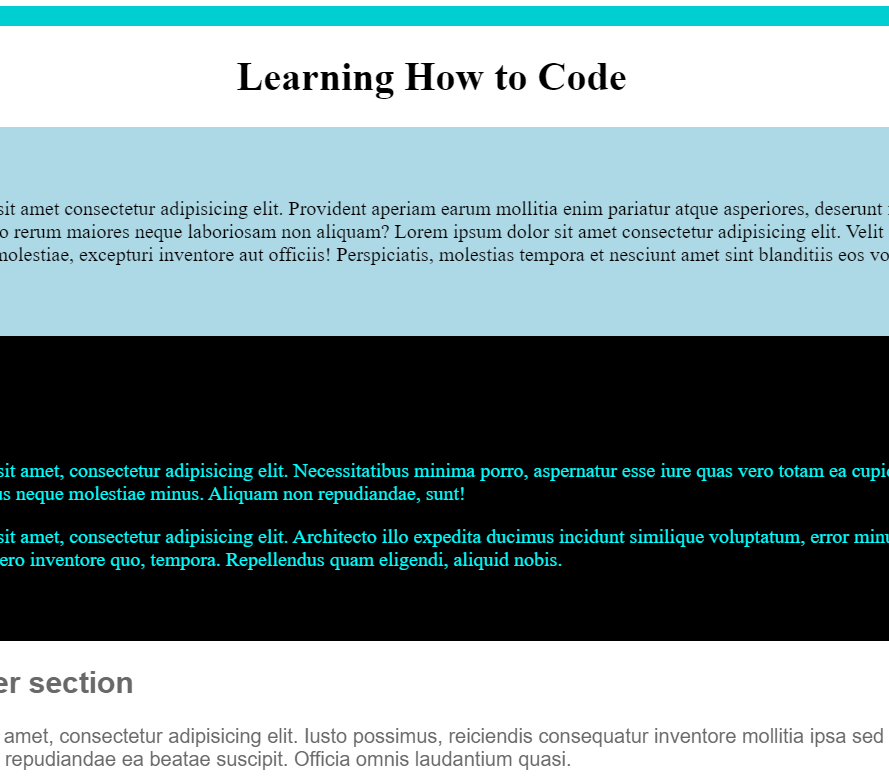 Learning How to Code
sit amet consectetur adipisicing elit. Provident aperiam earum mollitia enim pariatur atque asperiores, deserunt
o rerum maiores neque laboriosam non aliquam? Lorem ipsum dolor sit amet consectetur adipisicing elit. Velit
molestiae, excepturi inventore aut officiis! Perspiciatis, molestias tempora et nesciunt amet sint blanditiis eos vo
sit amet, consectetur adipisicing elit. Necessitatibus minima porro, aspernatur esse iure quas vero totam ea cupi
us neque molestiae minus. Aliquam non repudiandae, sunt!
sit amet, consectetur adipisicing elit. Architecto illo expedita ducimus incidunt similique voluptatum, error minu
ero inventore quo, tempora. Repellendus quam eligendi, aliquid nobis.
er section
amet, consectetur adipisicing elit. Iusto possimus, reiciendis consequatur inventore mollitia ipsa sed
repudiandae ea beatae suscipit. Officia omnis laudantium quasi.